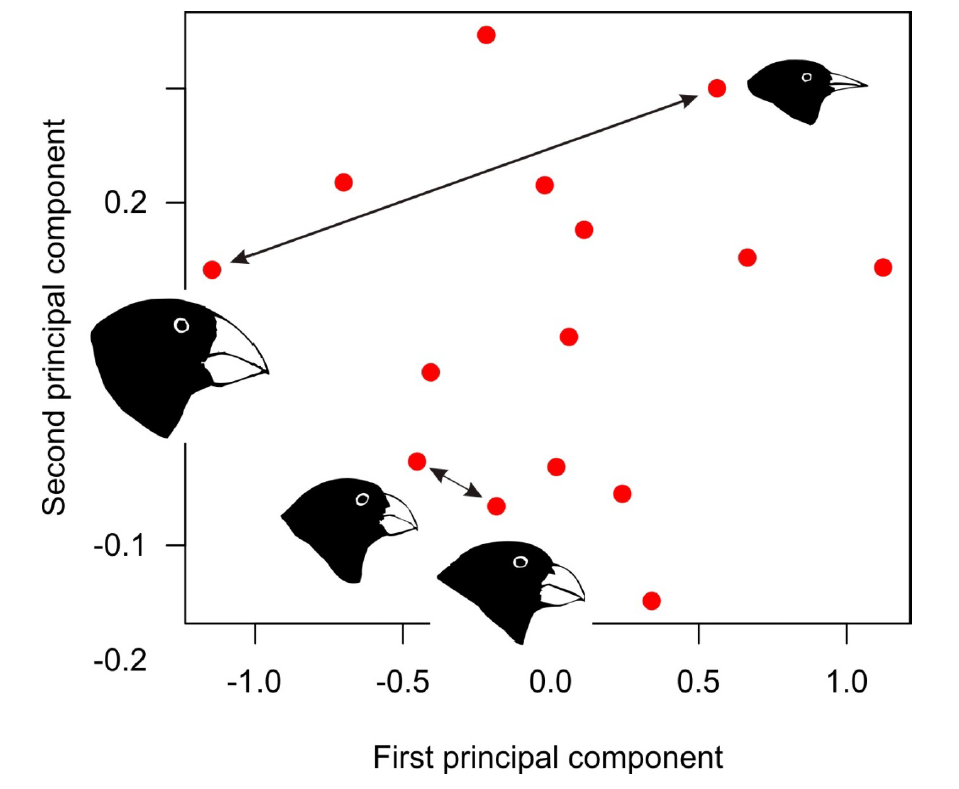 Second principal component
0.2
-0.1
-0.2
-1.0 -0.5 0.0 0.5 1.0
First principal component